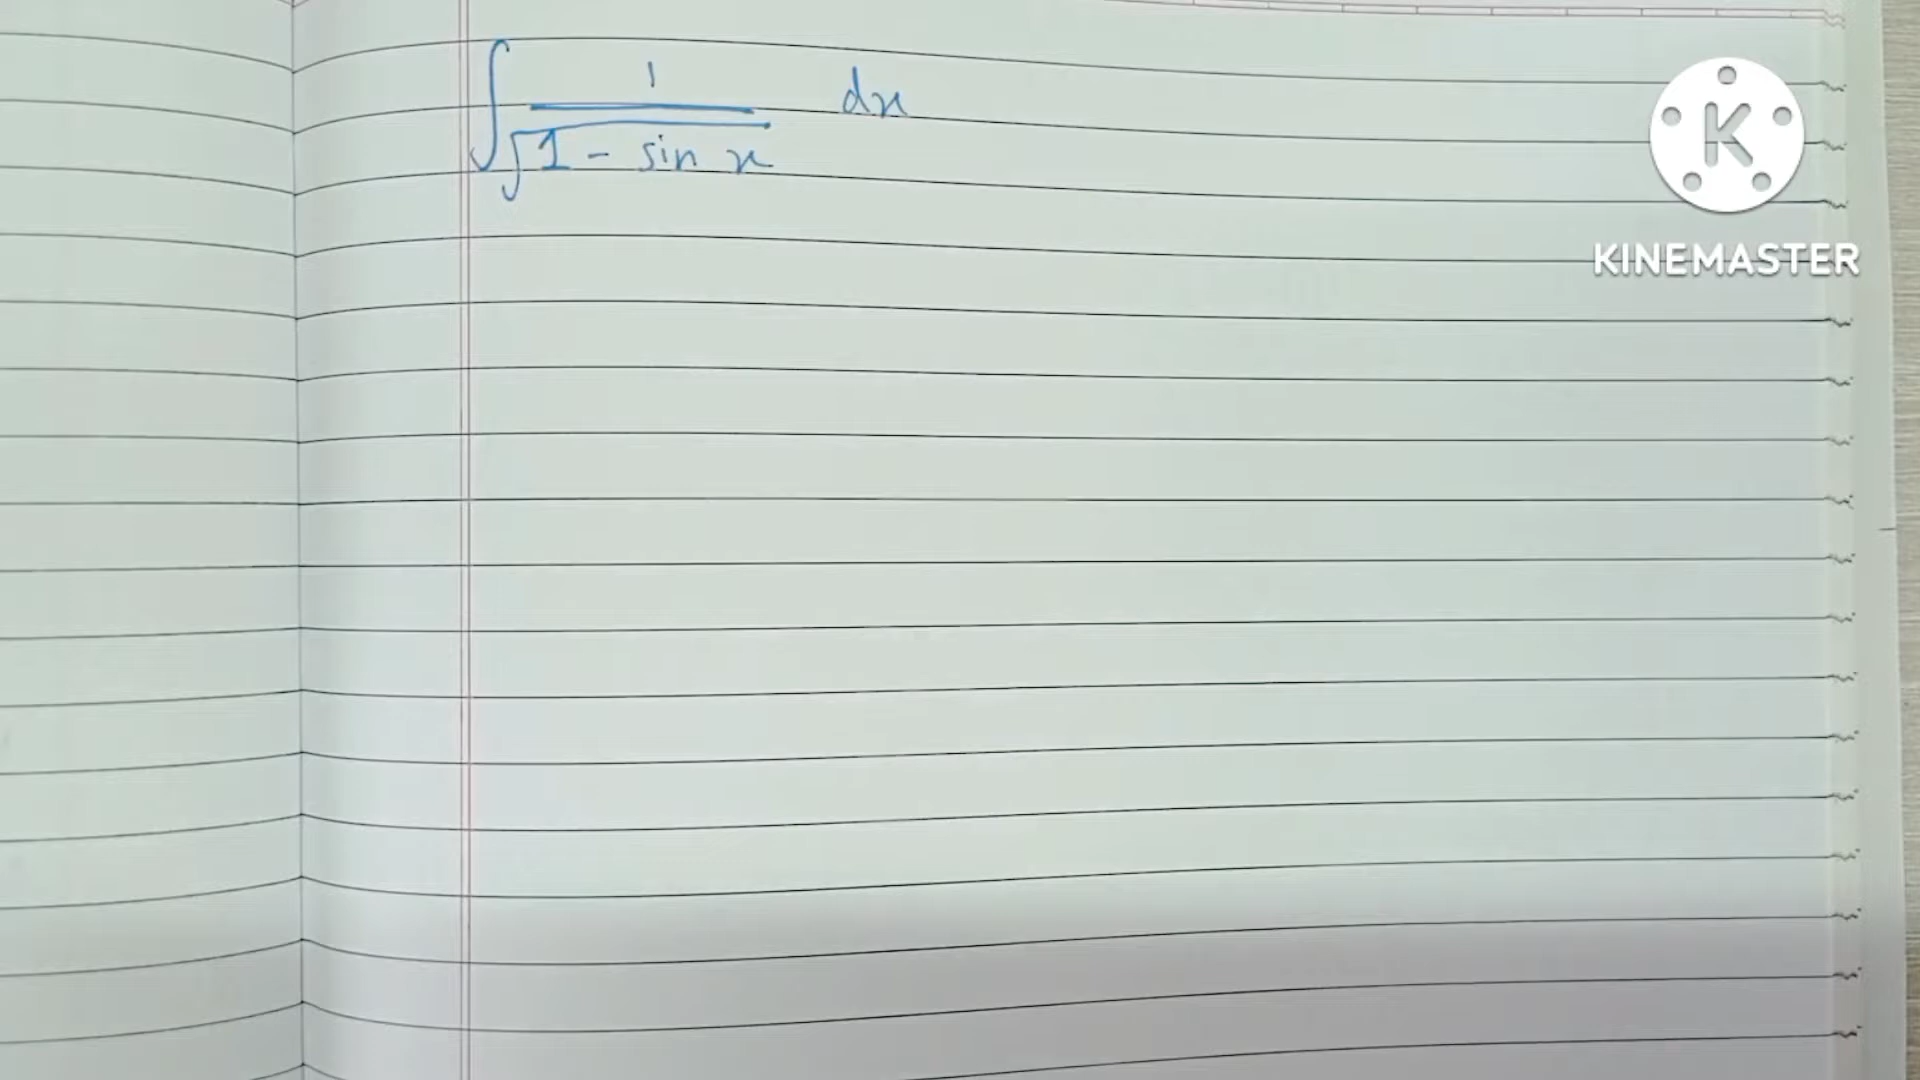 ∫ 1/√(1 - sin x) dx
K
KINEMASTER